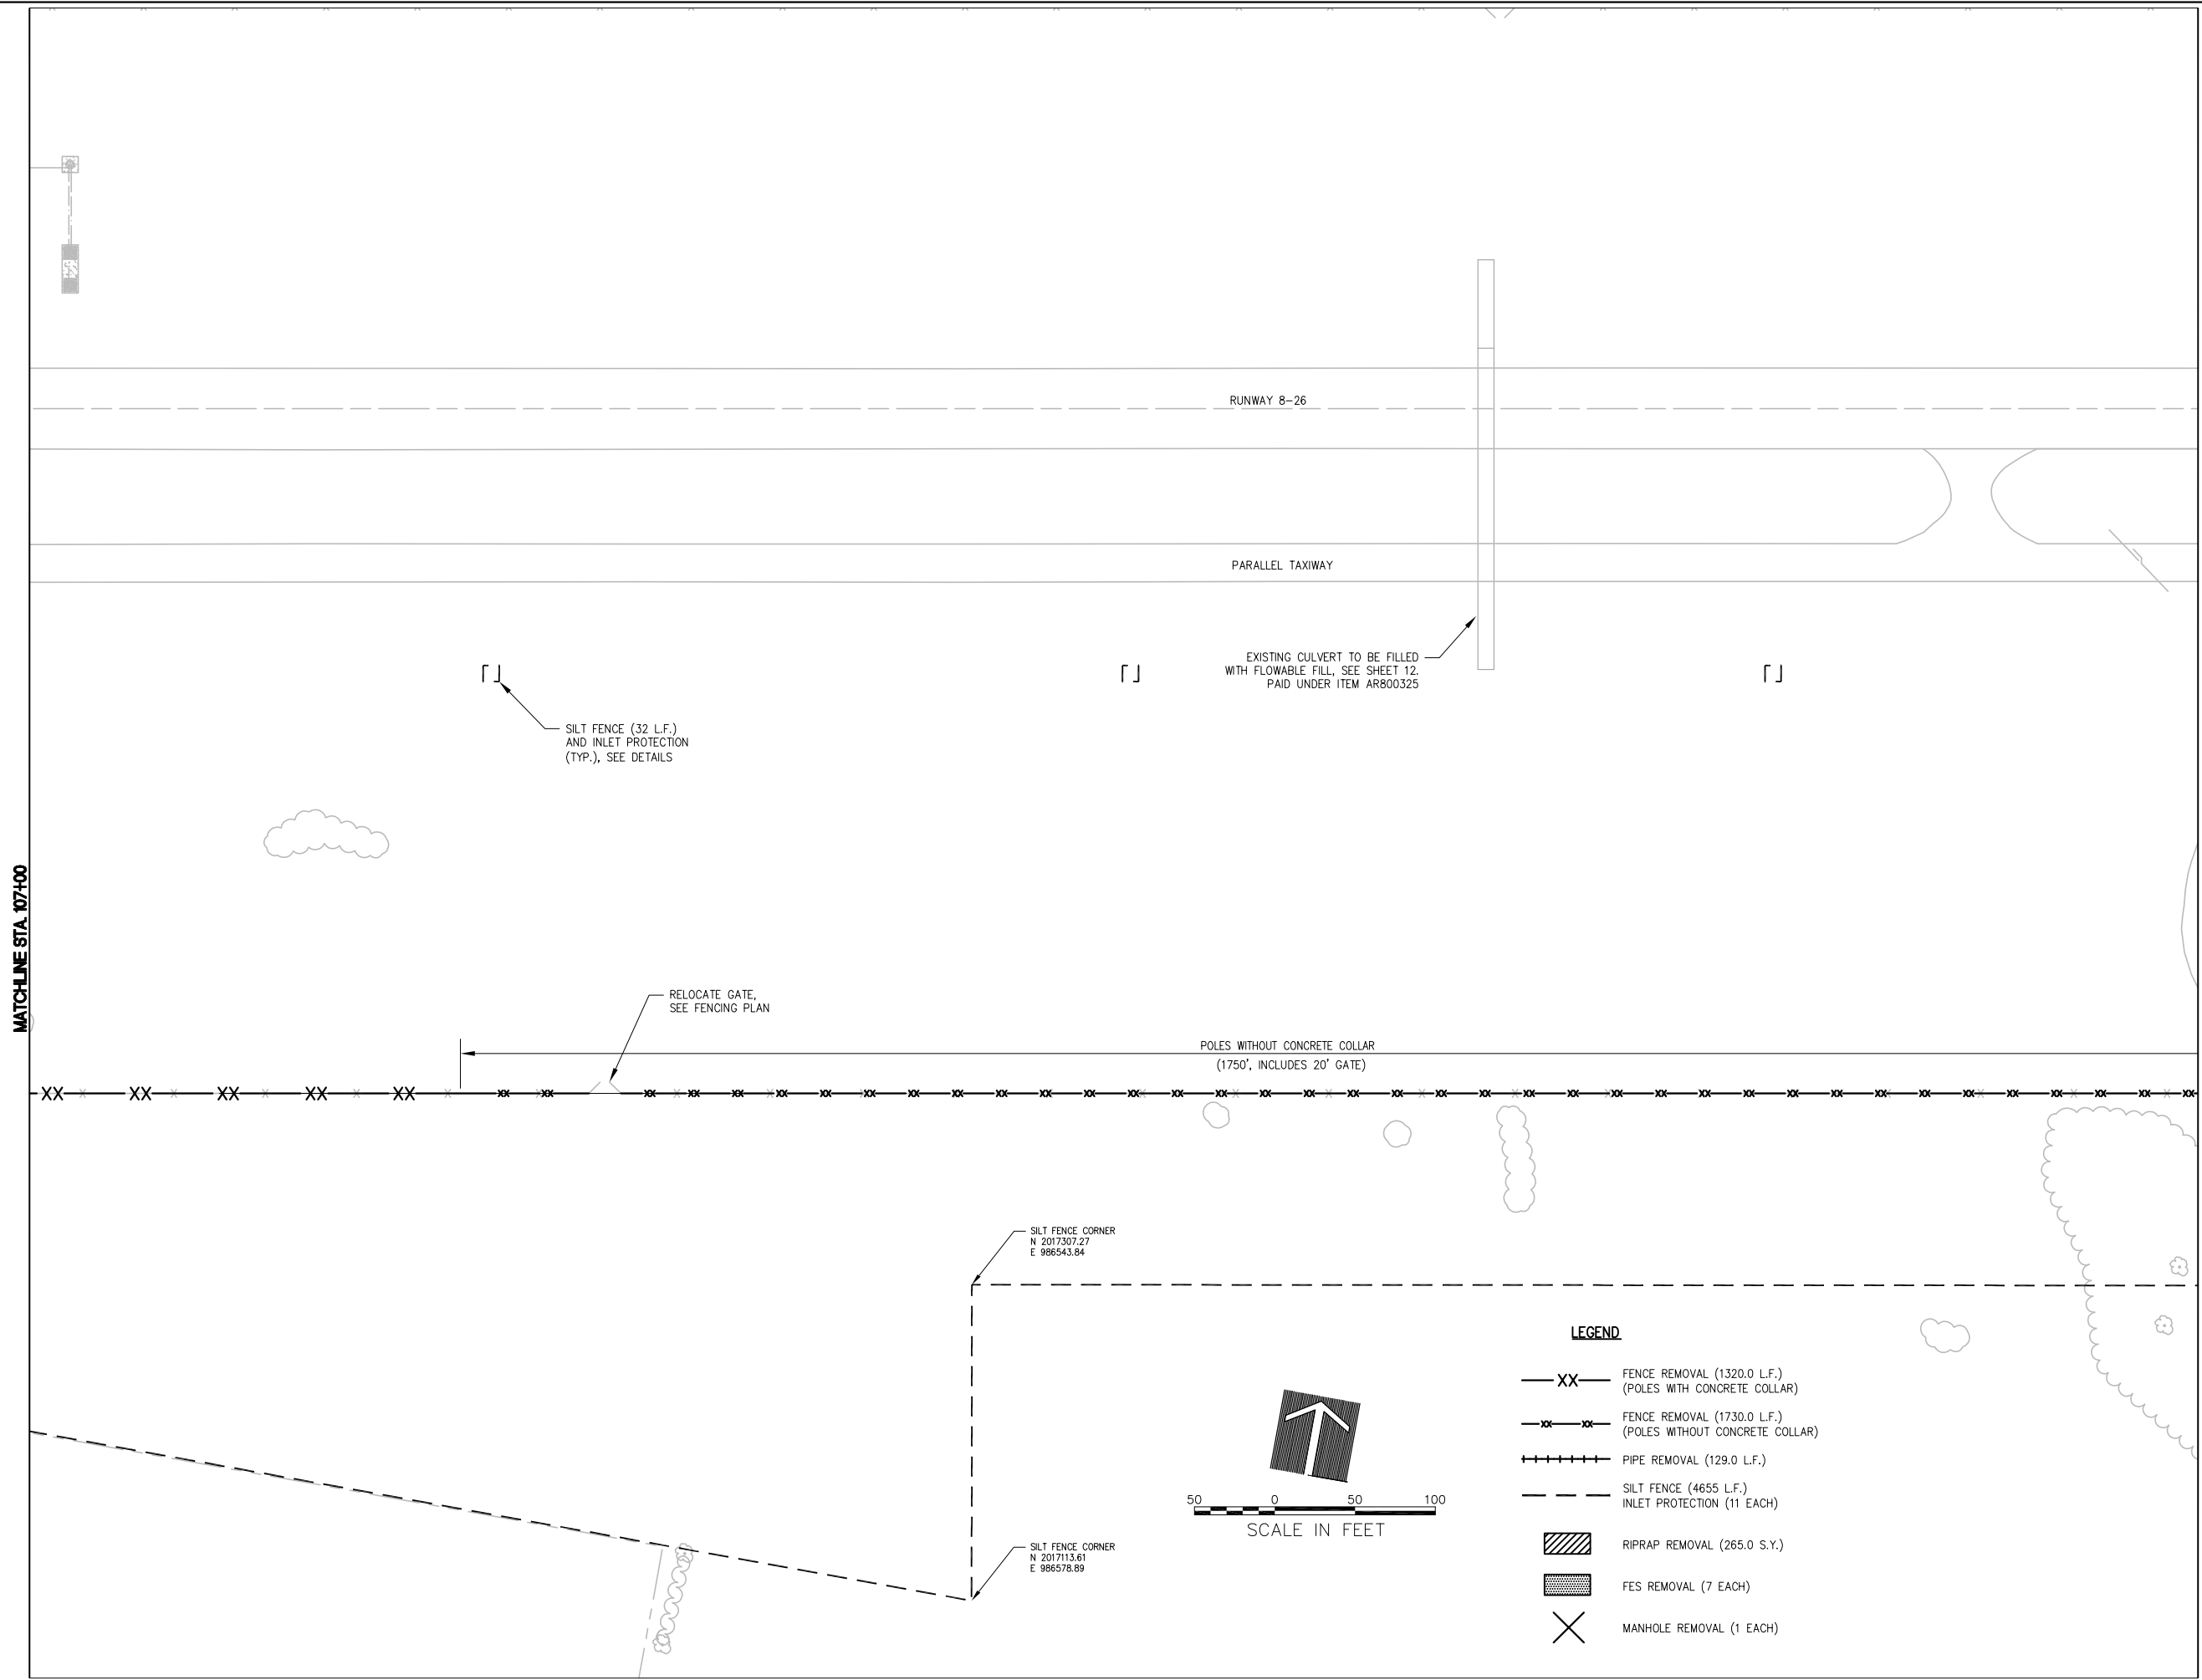 RUNWAY 8-26
PARALLEL TAXIWAY
EXISTING CULVERT TO BE FILLED
WITH FLOWABLE FILL, SEE SHEET 12.
PAID UNDER ITEM AR800325
SILT FENCE (32 L.F.)
AND INLET PROTECTION
(TYP.), SEE DETAILS
MATCHLINE STA. 107+00
RELOCATE GATE,
SEE FENCING PLAN
POLES WITHOUT CONCRETE COLLAR
(1750', INCLUDES 20' GATE)
SILT FENCE CORNER
N 2017307.27
E 986543.84
SILT FENCE CORNER
N 2017113.61
E 986578.89
50 0 50 100
SCALE IN FEET
LEGEND
FENCE REMOVAL (1320.0 L.F.)
(POLES WITH CONCRETE COLLAR)
FENCE REMOVAL (1730.0 L.F.)
(POLES WITHOUT CONCRETE COLLAR)
PIPE REMOVAL (129.0 L.F.)
SILT FENCE (4655 L.F.)
INLET PROTECTION (11 EACH)
RIPRAP REMOVAL (265.0 S.Y.)
FES REMOVAL (7 EACH)
MANHOLE REMOVAL (1 EACH)